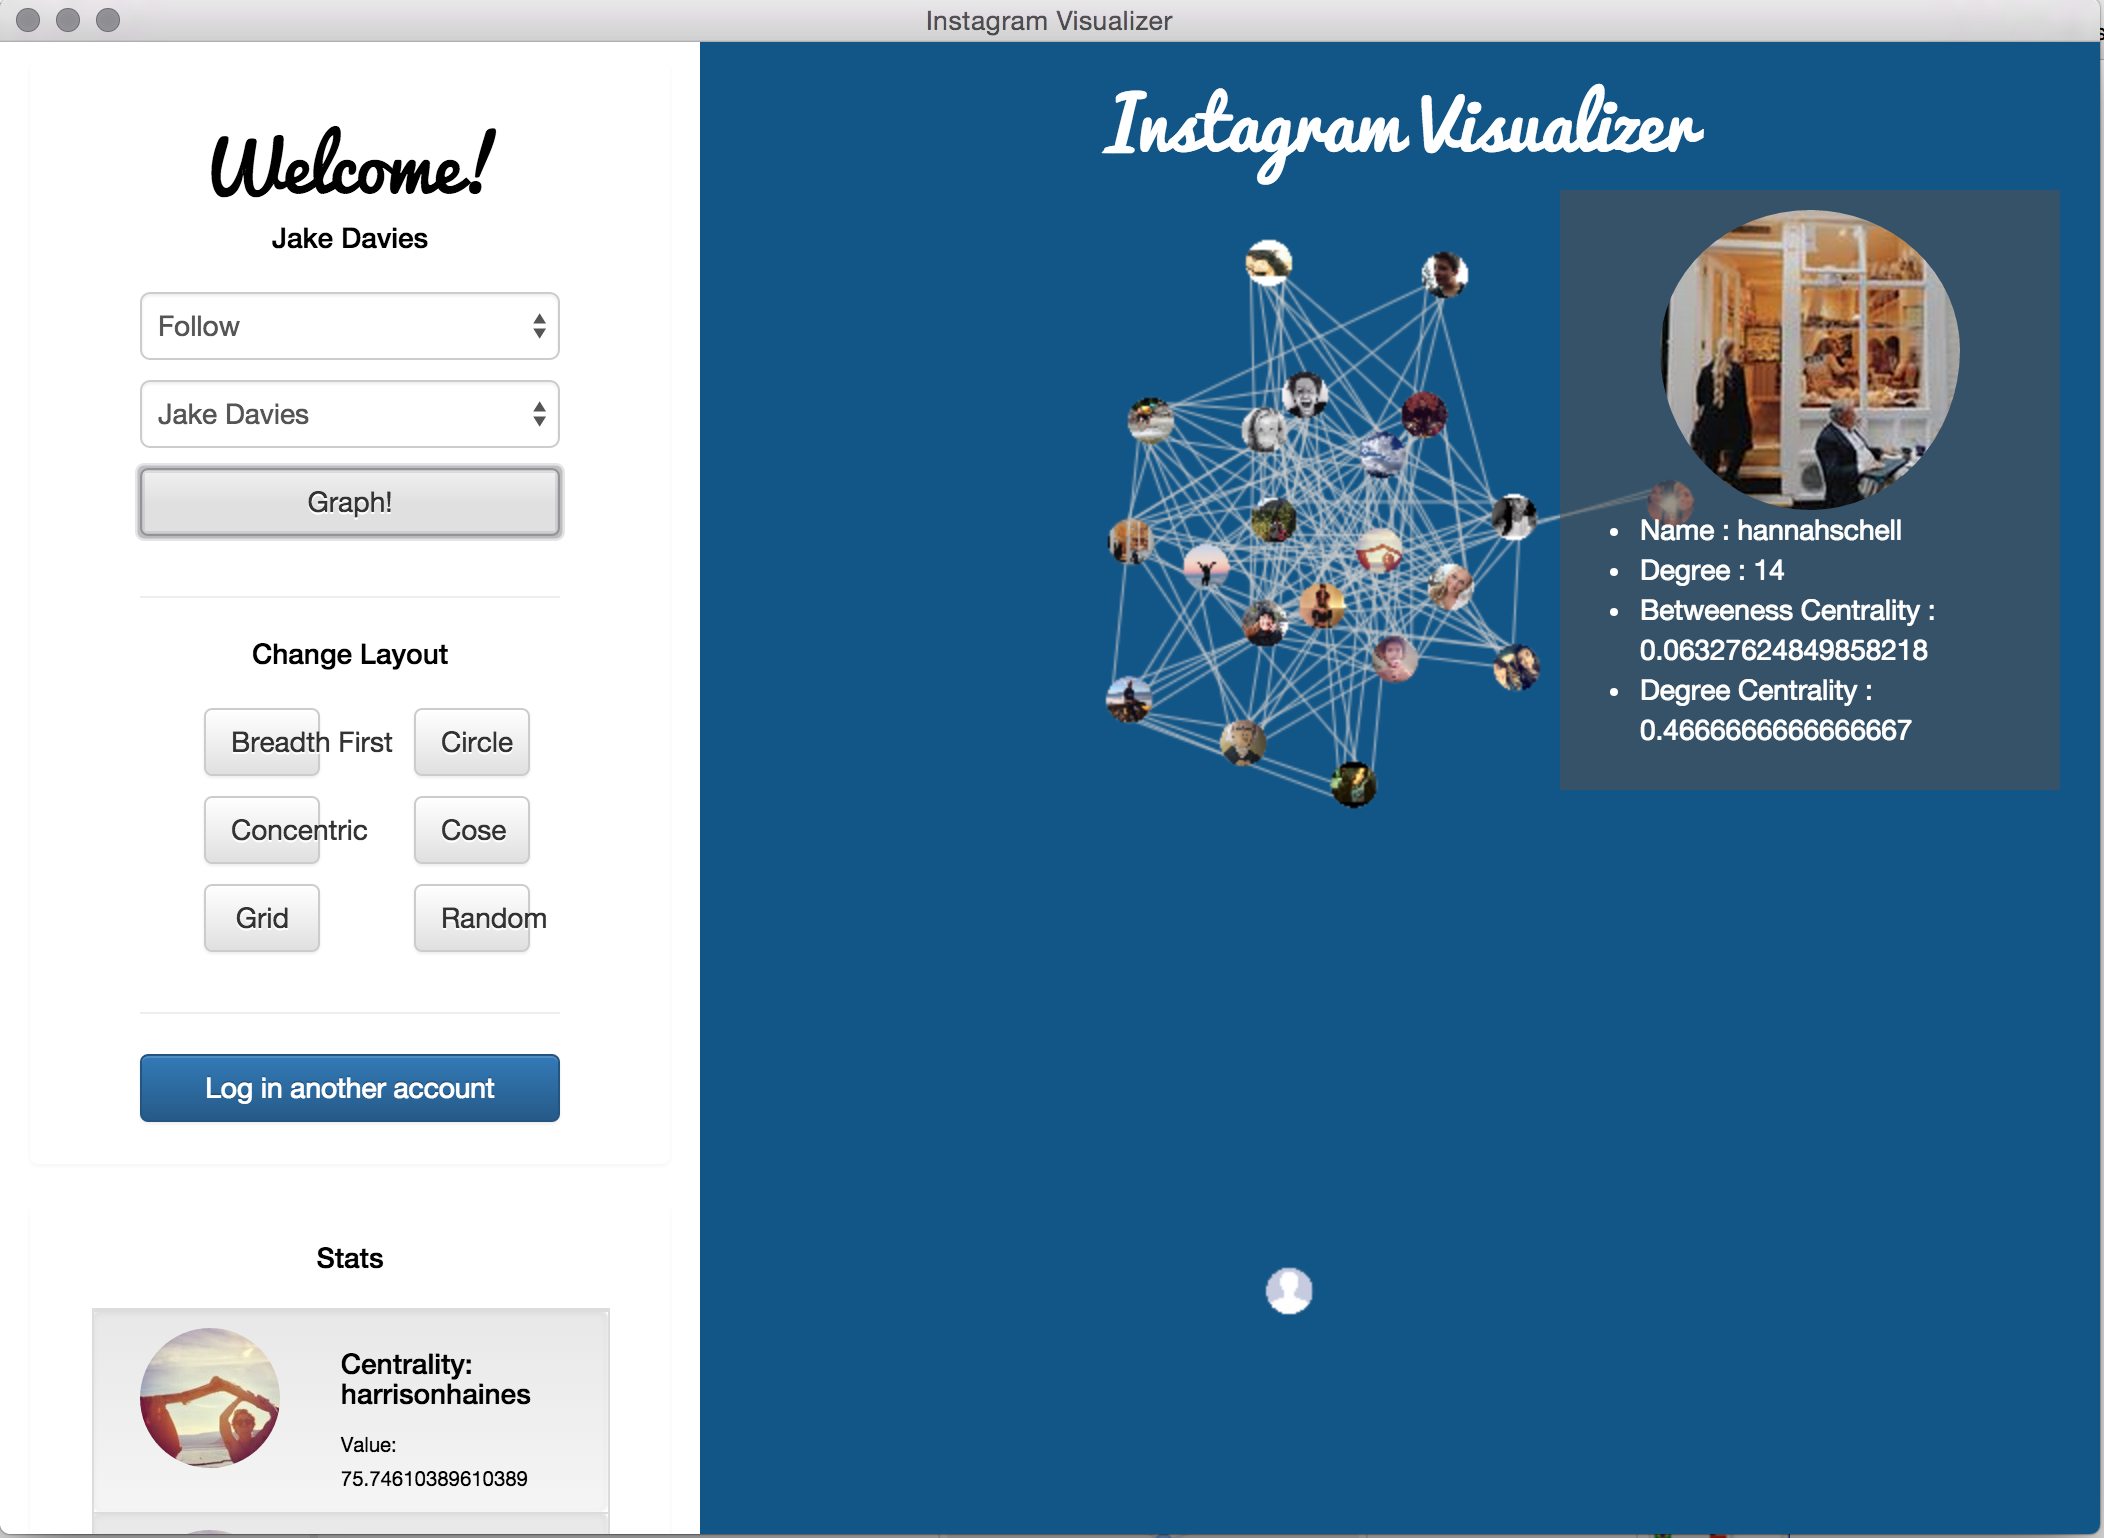 Instagram Visualizer
Welcome!
Jake Davies
Follow
Jake Davies
Graph!
Change Layout
Breadth First
Circle
Concentric
Cose
Grid
Random
Log in another account
Stats
Centrality:
harrisonhaines
Value:
75.74610389610389
Instagram Visualizer
Name : hannahschell
Degree : 14
Betweeness Centrality :
0.06327624849858218
Degree Centrality :
0.4666666666666667